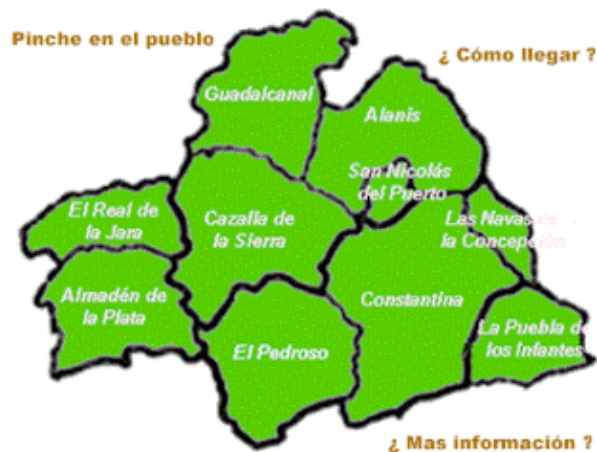 Pinche en el pueblo
¿ Cómo llegar ?
Guadalcanal
Alanis
San Nicolás
del Puerto
El Real de
la Jara
Cazalla de
la Sierra
Las Navas de
la Concepción
Almadén de
la Plata
Constantina
La Puebla de
los Infantes
El Pedroso
¿ Mas información ?